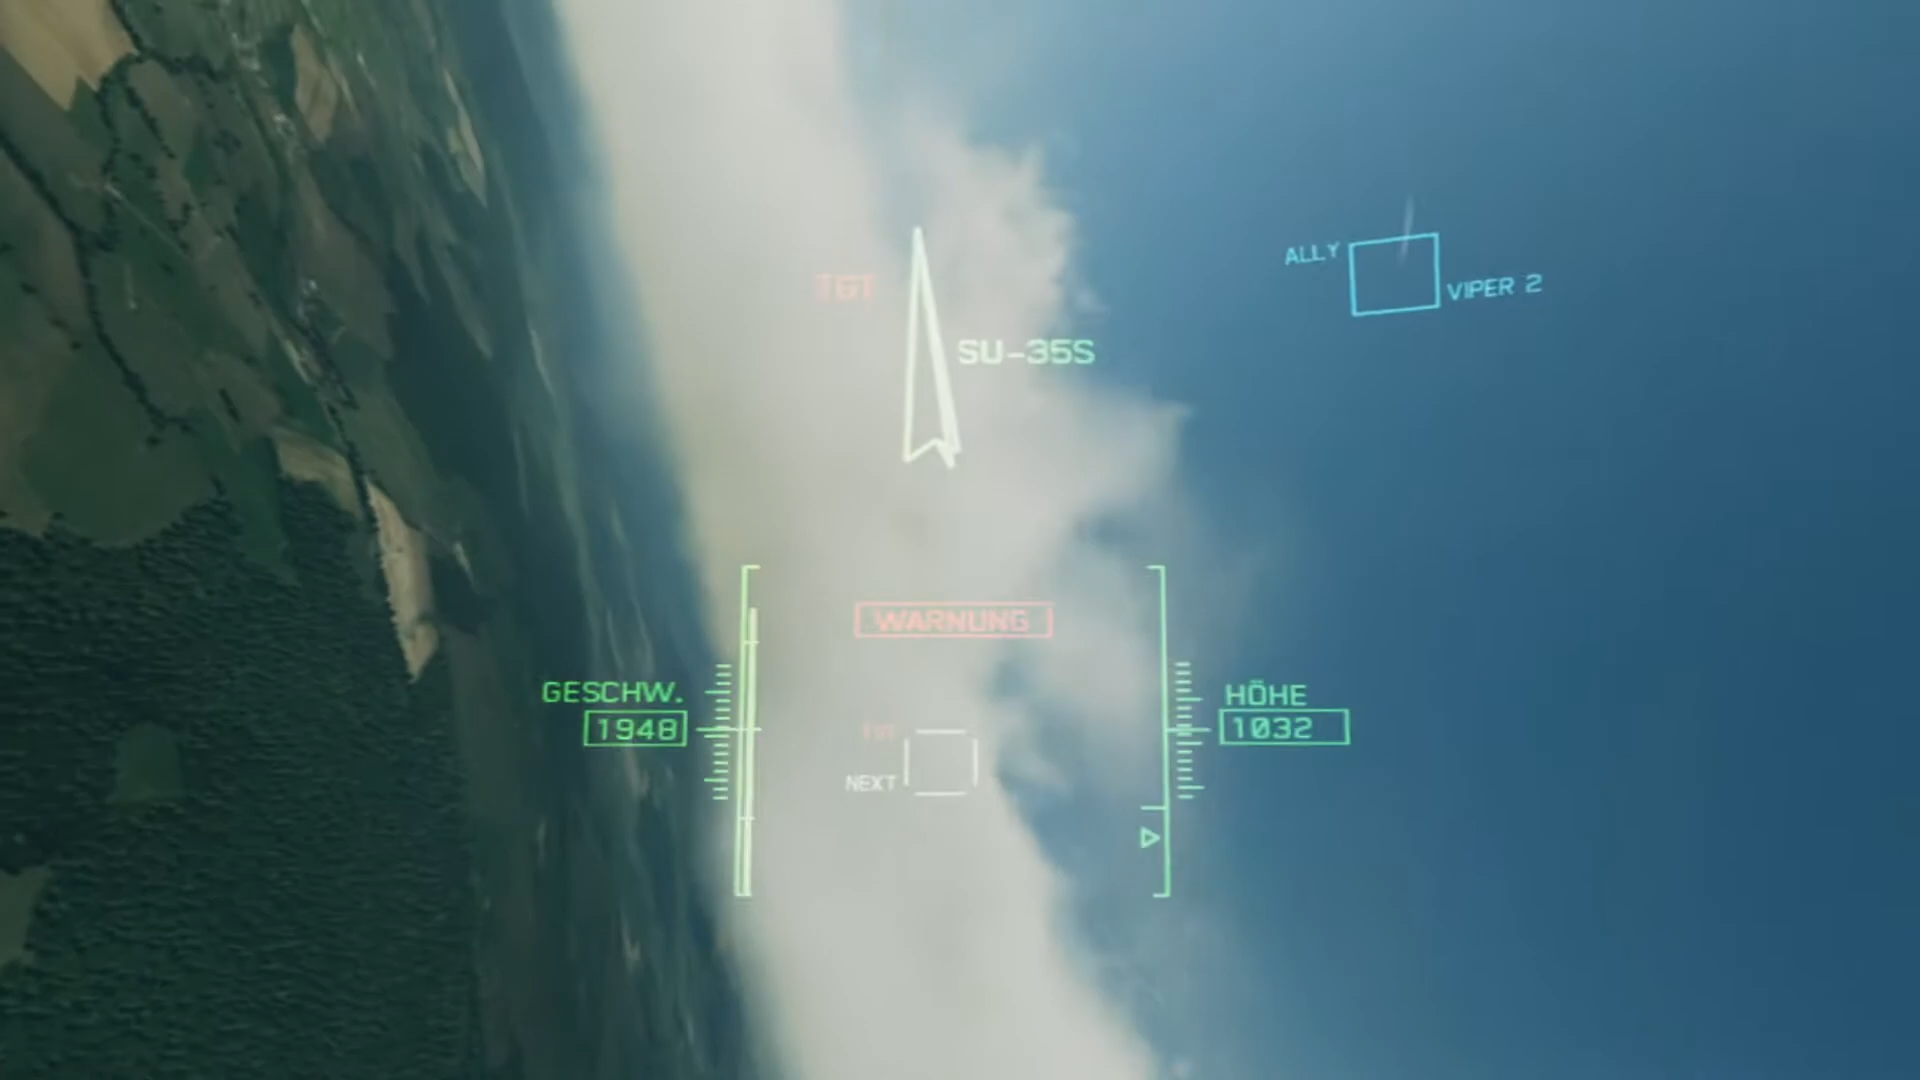 ALLY
VIPER 2
TGT
SU-35S
WARNUNG
GESCHW.
1948
HÖHE
1032
TGT
NEXT